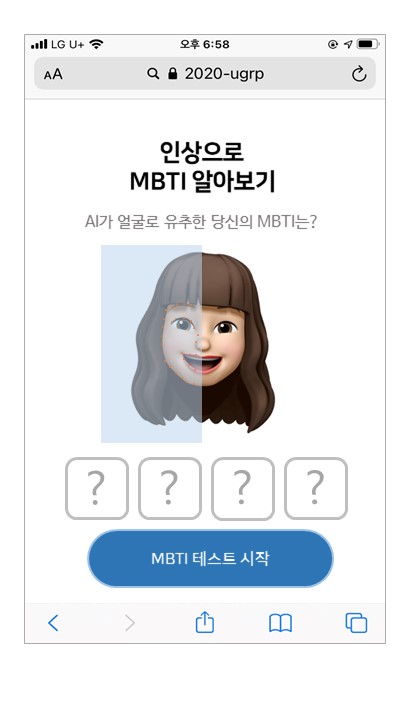 LG U+ 오후 6:58
AA 2020-ugrp
인상으로
MBTI 알아보기
AI가 얼굴로 유추한 당신의 MBTI는?
? ? ? ?
MBTI 테스트 시작